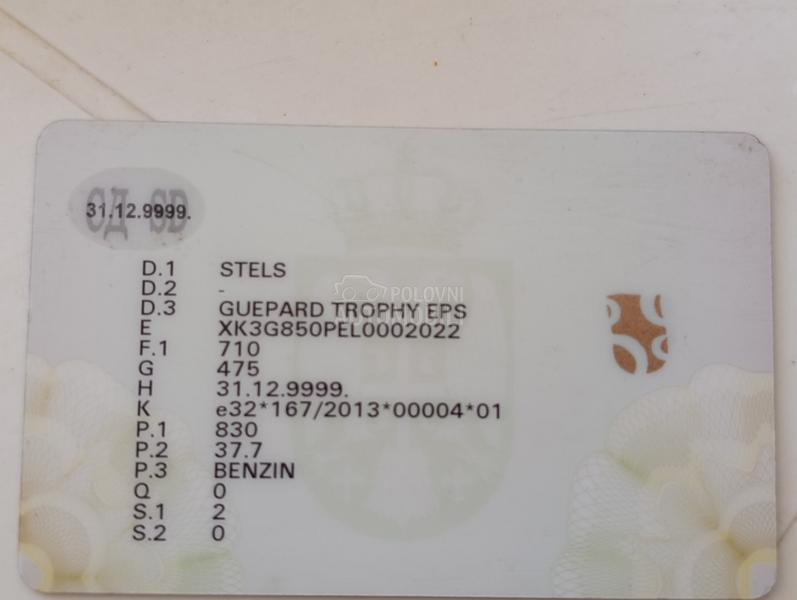 СД SD
31.12.9999.
D.1 STELS
D.2 -
D.3 GUEPARD TROPHY EPS
E XK3G850PEL0002022
F.1 710
G 475
H 31.12.9999.
K e32*167/2013*00004*01
P.1 830
P.2 37.7
P.3 BENZIN
Q 0
S.1 2
S.2 0
POLOVNI